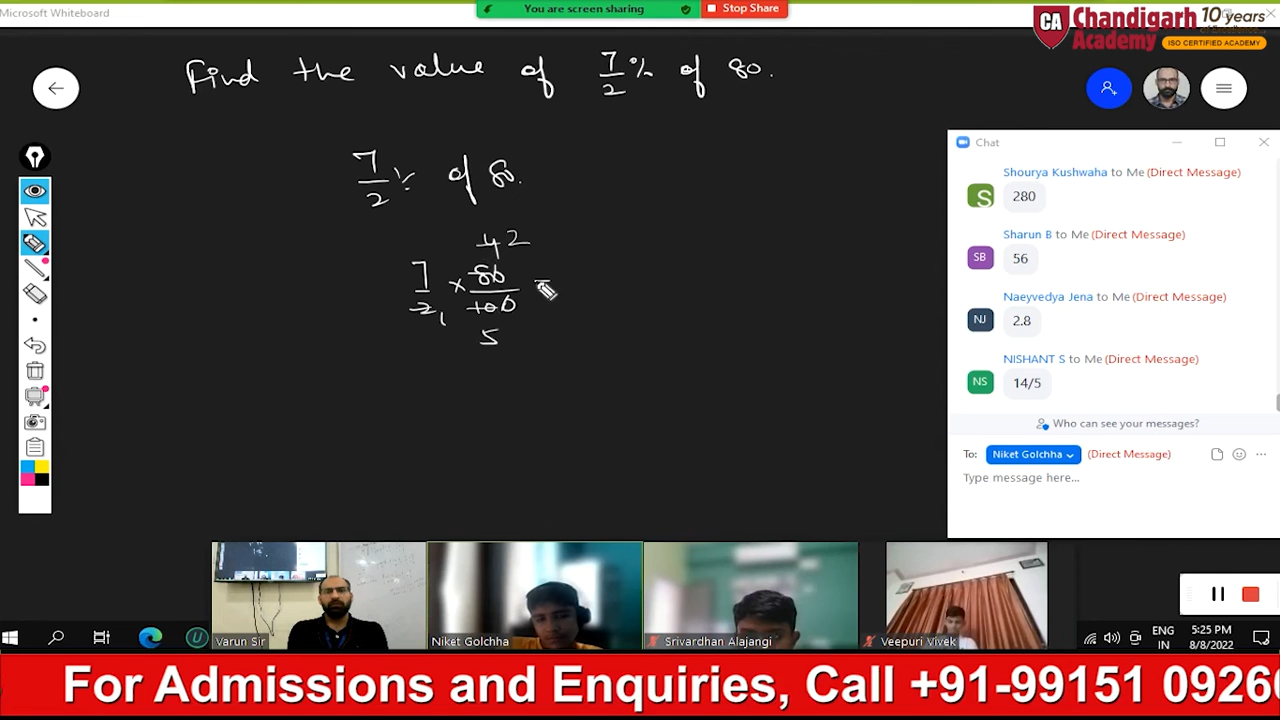 Microsoft Whiteboard
You are screen sharing
Stop Share
CA Chandigarh Academy
10 years
ISO CERTIFIED ACADEMY
Find the value of 7/2 % of 80.
7/2 % of 80.
4 2
7/2 × 80/100 =
1
5
Chat
Shourya Kushwaha to Me (Direct Message)
S
280
Sharun B to Me (Direct Message)
SB
56
Naeyvedya Jena to Me (Direct Message)
NJ
2.8
NISHANT S to Me (Direct Message)
NS
14/5
Who can see your messages?
To: Niket Golchha (Direct Message)
Type message here...
Varun Sir
Niket Golchha
Srivardhan Alajangi
Veepuri Vivek
ENG
IN
5:25 PM
8/8/2022
For Admissions and Enquiries, Call +91-99151 0926